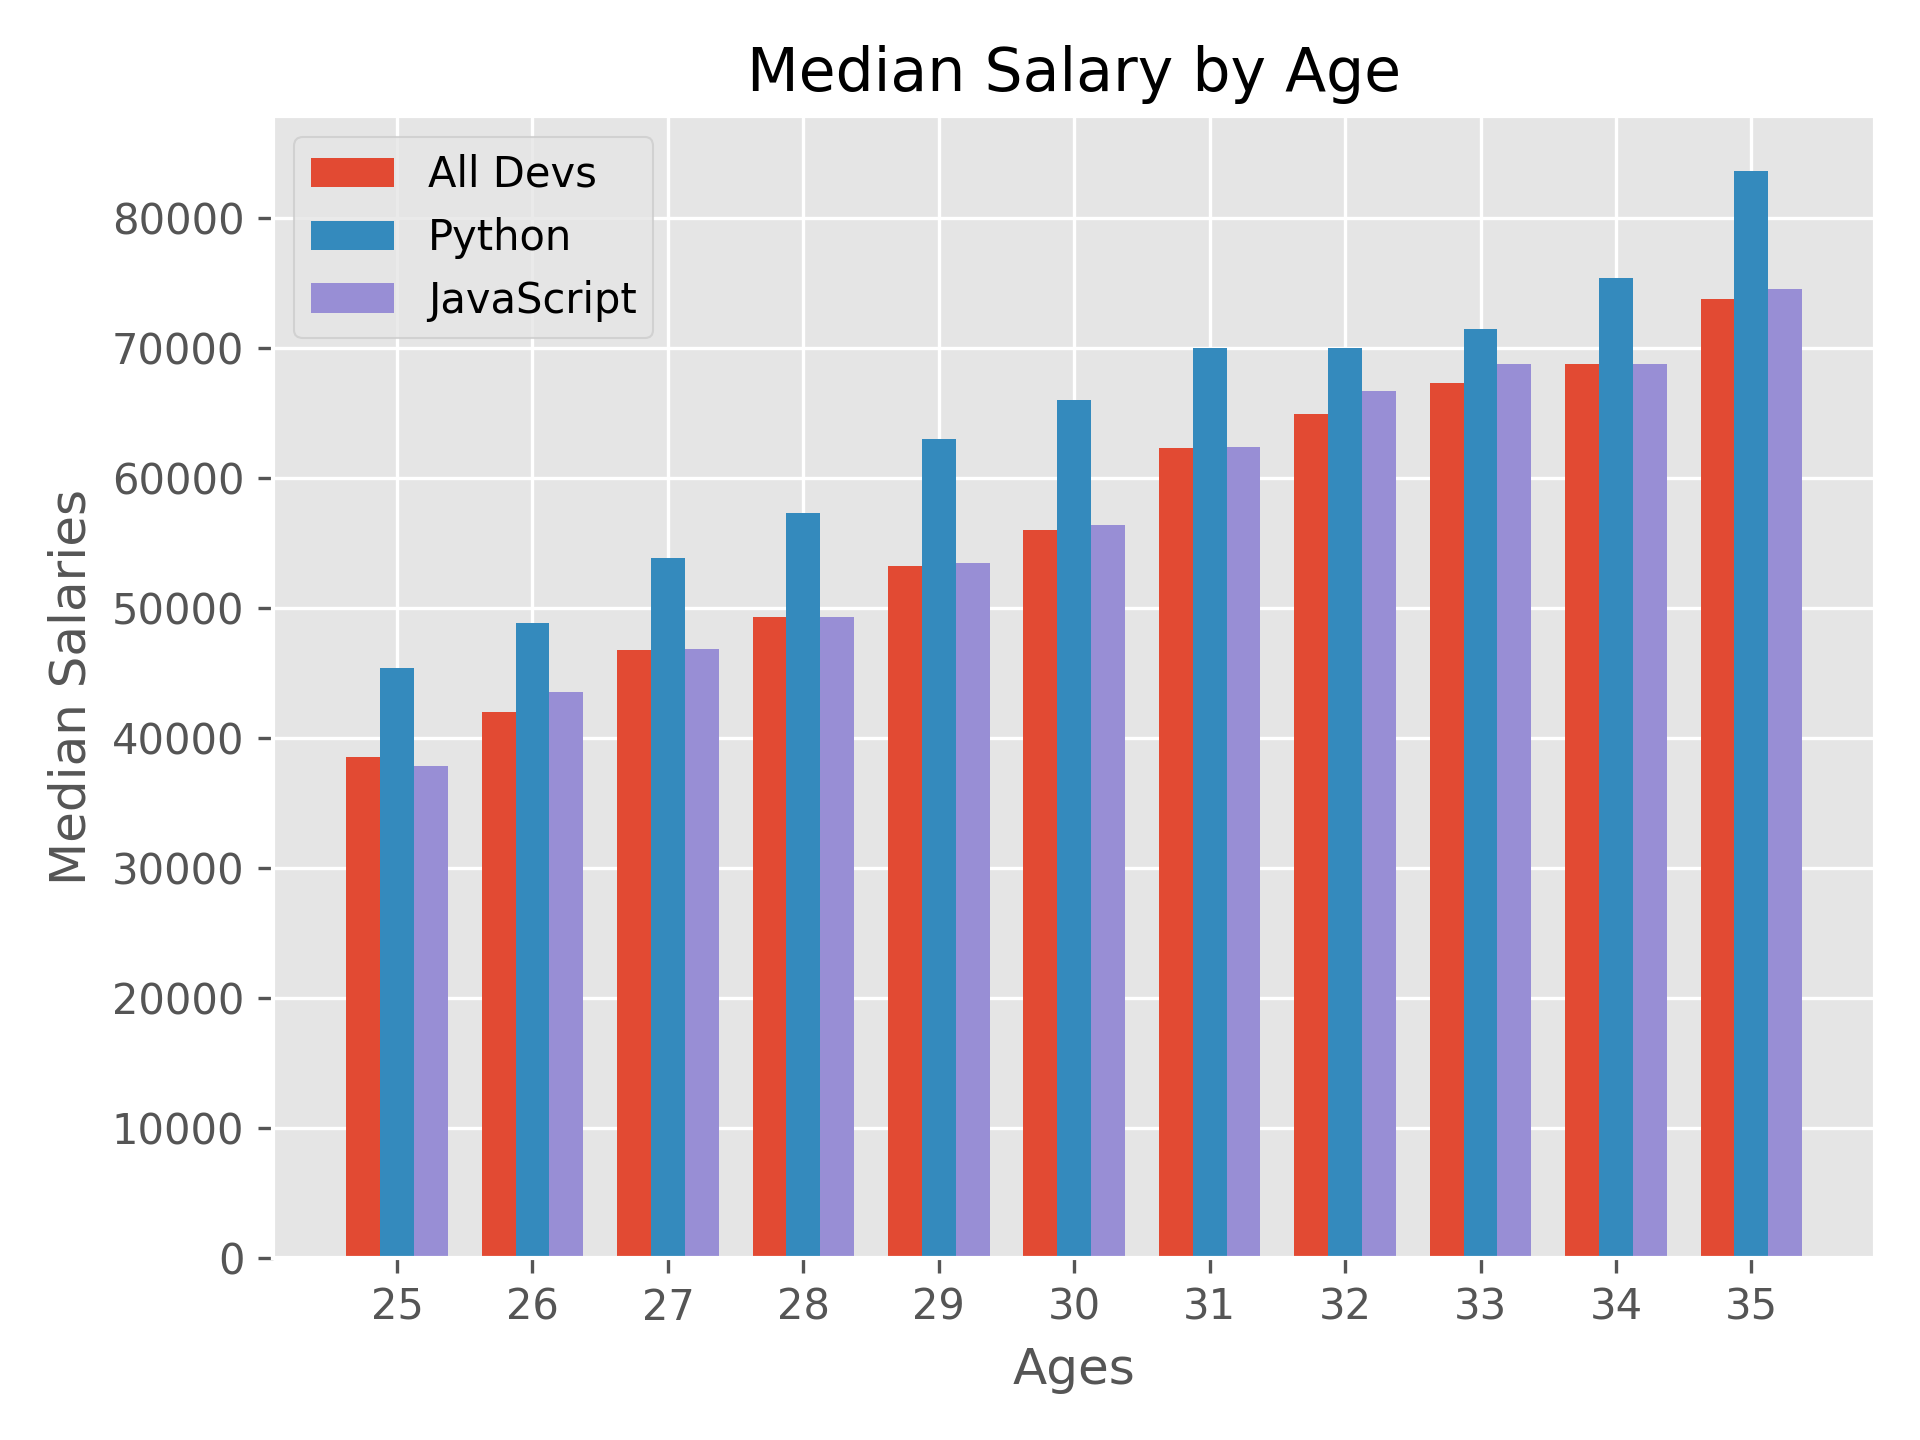 Median Salary by Age
All Devs
Python
JavaScript
80000
70000
60000
50000
40000
30000
20000
10000
0
Median Salaries
25 26 27 28 29 30 31 32 33 34 35
Ages